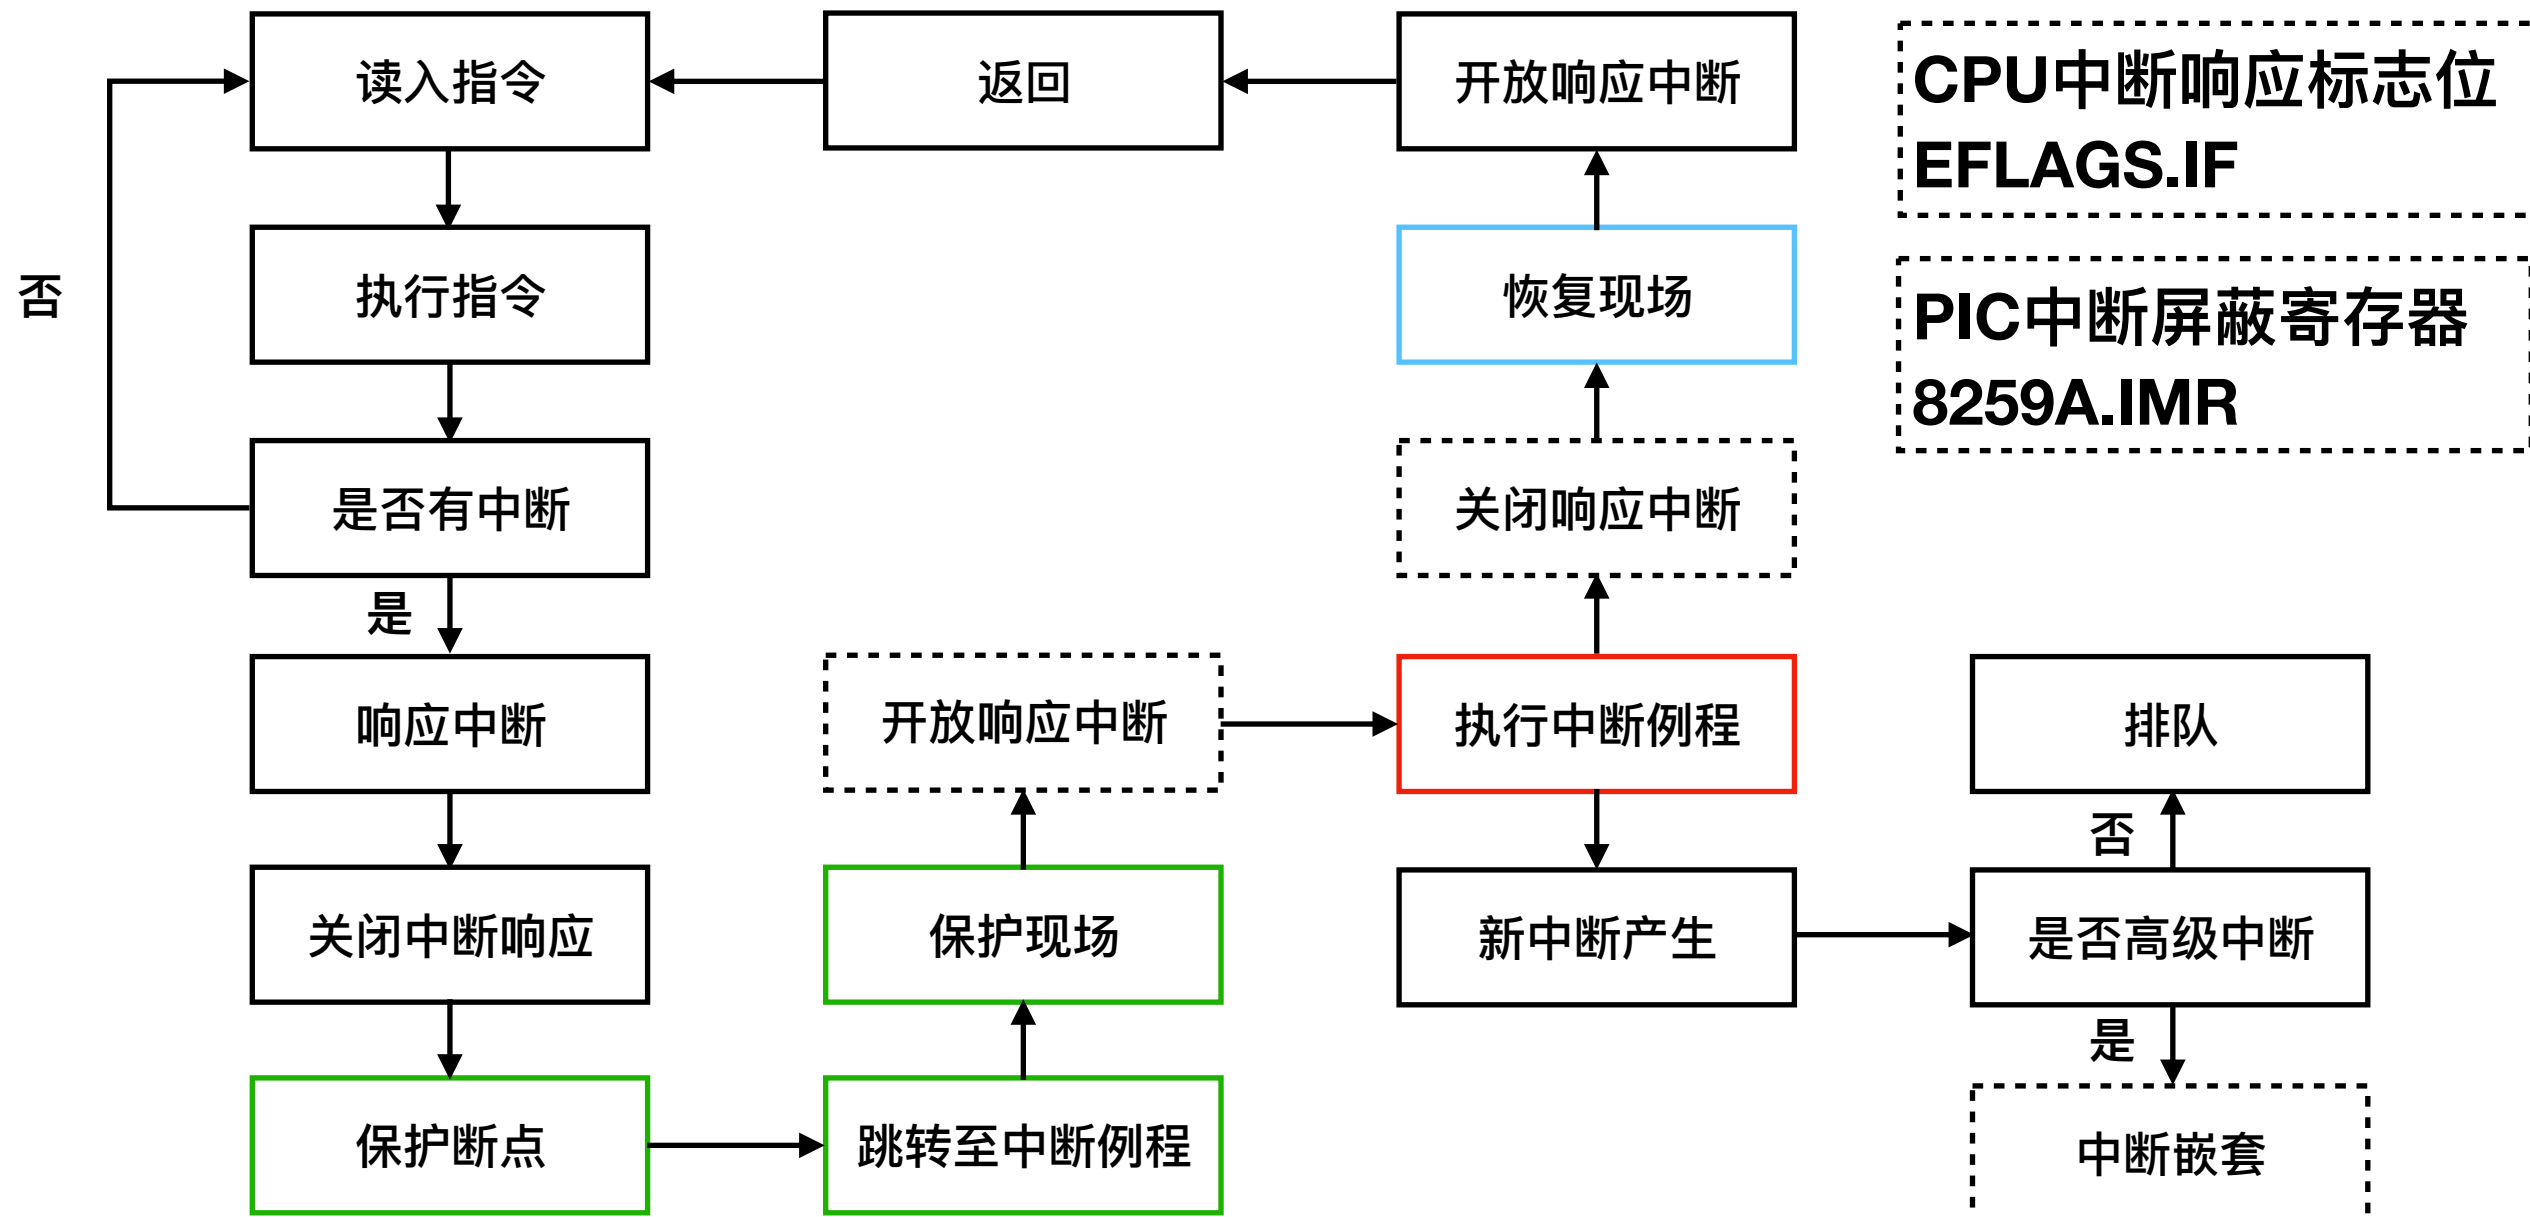 读入指令
返回
开放响应中断
CPU中断响应标志位
EFLAGS.IF
否
执行指令
恢复现场
PIC中断屏蔽寄存器
8259A.IMR
是否有中断
关闭响应中断
是
响应中断
开放响应中断
执行中断例程
排队
否
关闭中断响应
保护现场
新中断产生
是否高级中断
是
保护断点
跳转至中断例程
中断嵌套